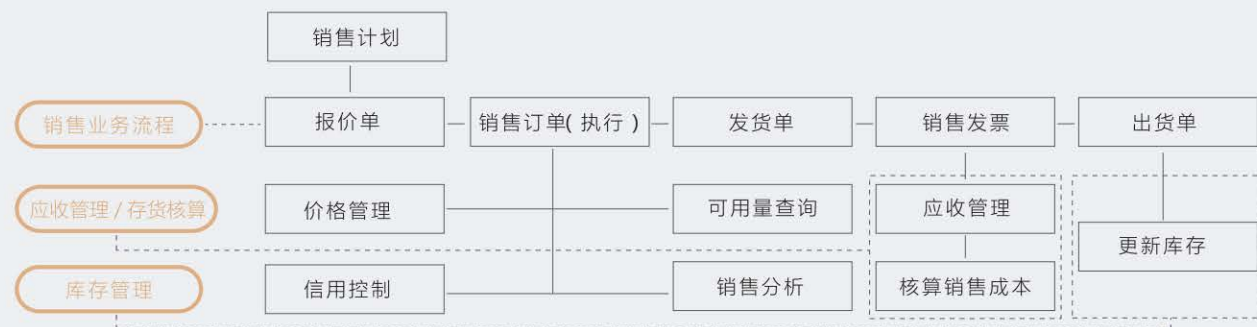 销售计划
销售业务流程
报价单
销售订单(执行)
发货单
销售发票
出货单
应收管理/存货核算
价格管理
可用量查询
应收管理
更新库存
库存管理
信用控制
销售分析
核算销售成本